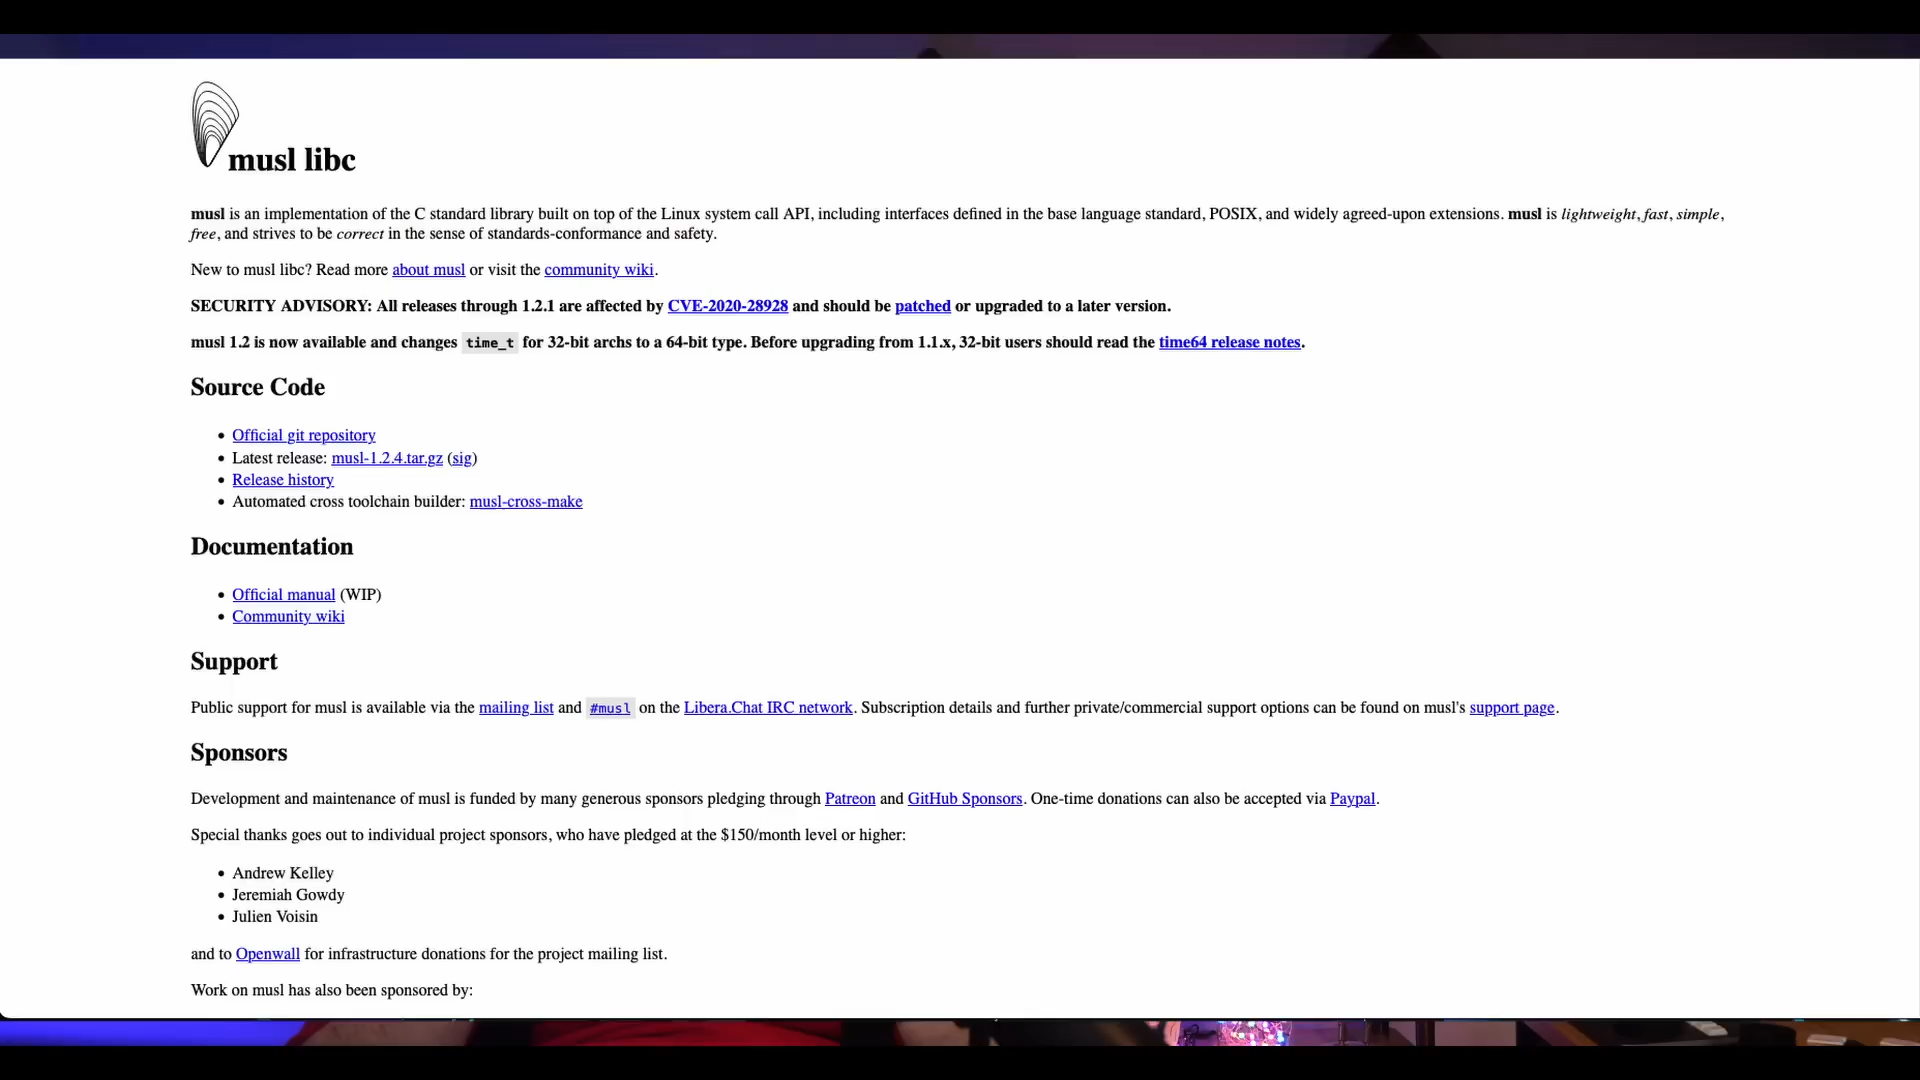 musl libc
musl is an implementation of the C standard library built on top of the Linux system call API, including interfaces defined in the base language standard, POSIX, and widely agreed-upon extensions. musl is lightweight, fast, simple,
free, and strives to be correct in the sense of standards-conformance and safety.
New to musl libc? Read more about musl or visit the community wiki.
SECURITY ADVISORY: All releases through 1.2.1 are affected by CVE-2020-28928 and should be patched or upgraded to a later version.
musl 1.2 is now available and changes time_t for 32-bit archs to a 64-bit type. Before upgrading from 1.1.x, 32-bit users should read the time64 release notes.
Source Code
• Official git repository
• Latest release: musl-1.2.4.tar.gz (sig)
• Release history
• Automated cross toolchain builder: musl-cross-make
Documentation
• Official manual (WIP)
• Community wiki
Support
Public support for musl is available via the mailing list and #musl on the Libera.Chat IRC network. Subscription details and further private/commercial support options can be found on musl's support page.
Sponsors
Development and maintenance of musl is funded by many generous sponsors pledging through Patreon and GitHub Sponsors. One-time donations can also be accepted via Paypal.
Special thanks goes out to individual project sponsors, who have pledged at the $150/month level or higher:
• Andrew Kelley
• Jeremiah Gowdy
• Julien Voisin
and to Openwall for infrastructure donations for the project mailing list.
Work on musl has also been sponsored by: